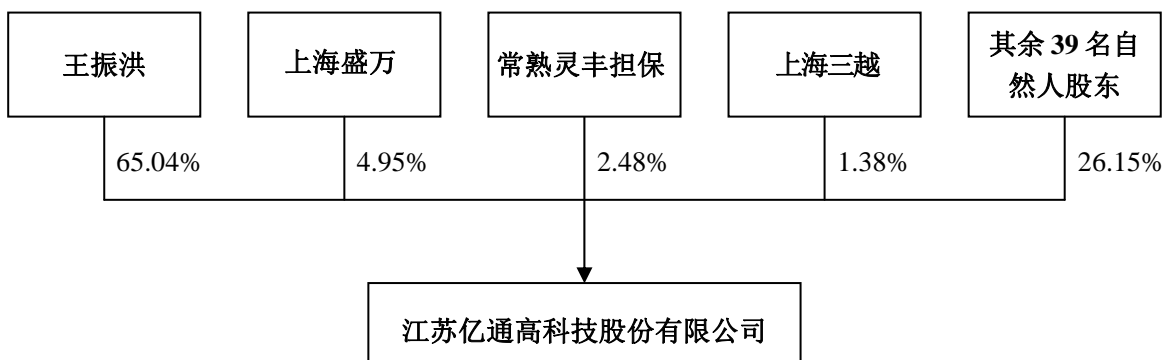 王振洪
上海盛万
常熟灵丰担保
上海三越
其余 39 名自
然人股东
65.04%
4.95%
2.48%
1.38%
26.15%
江苏亿通高科技股份有限公司